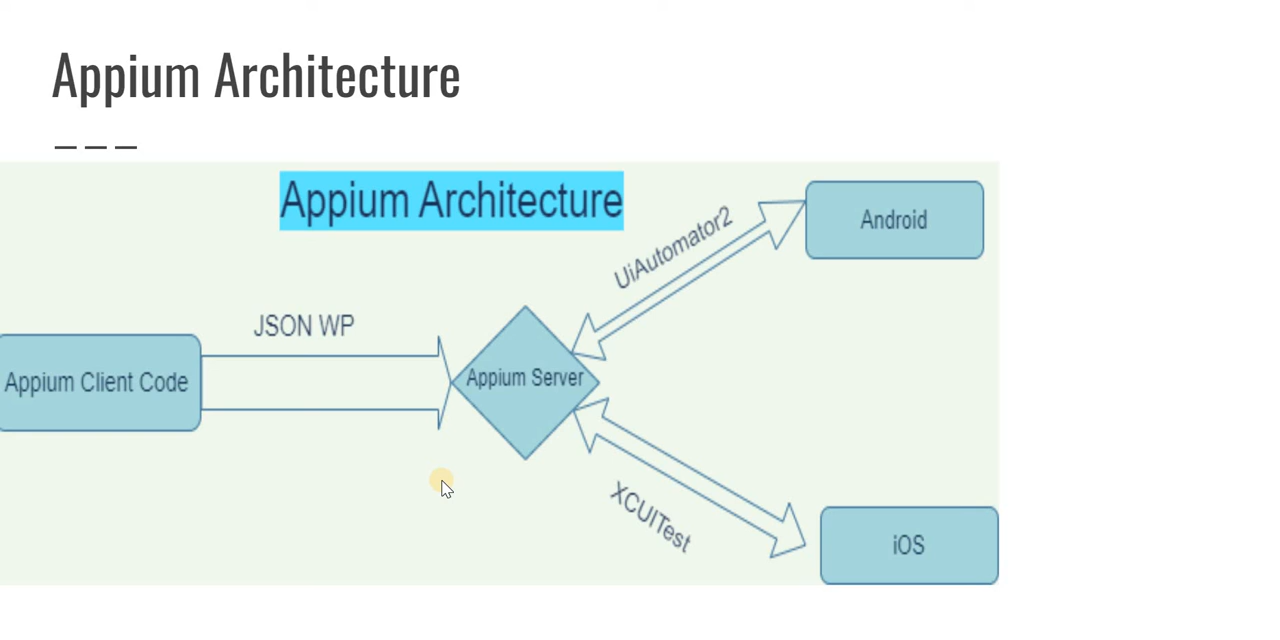 Appium Architecture
Appium Architecture
UiAutomator2
Android
JSON WP
Appium Client Code
Appium Server
XCUITest
iOS